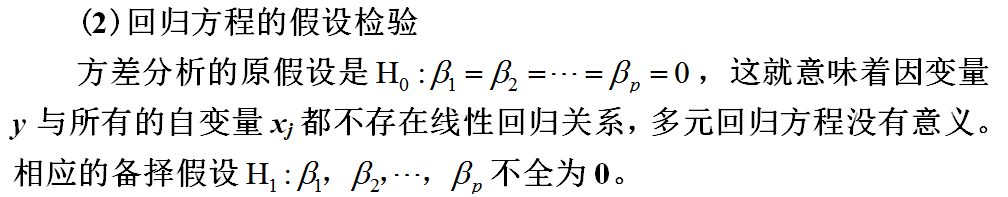 (2)回归方程的假设检验
方差分析的原假设是 H₀ : β₁ = β₂ = ⋯ = βₚ = 0 ，这就意味着因变量
y 与所有的自变量 xⱼ 都不存在线性回归关系，多元回归方程没有意义。
相应的备择假设 H₁ : β₁， β₂，⋯， βₚ 不全为 0。